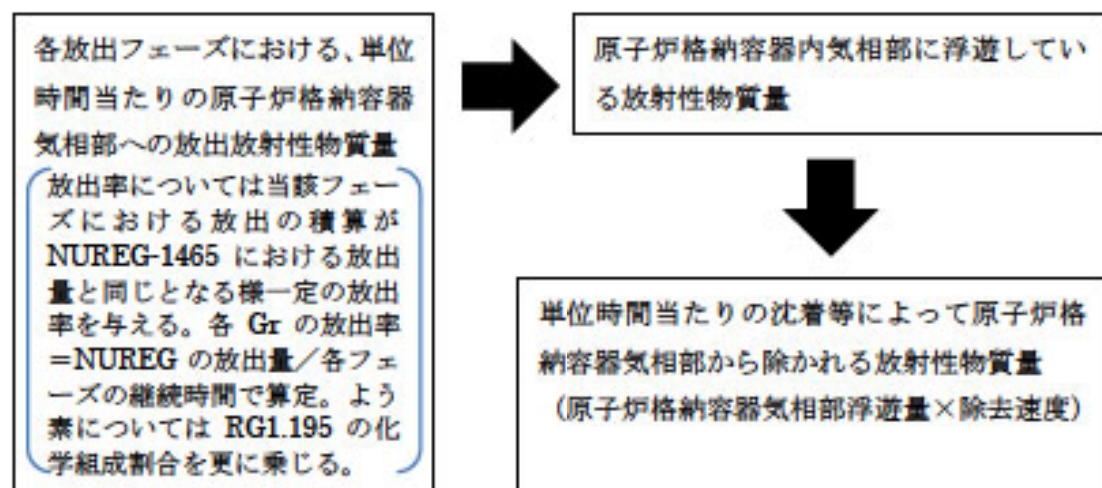 各放出フェーズにおける、単位
時間当たりの原子炉格納容器
気相部への放出放射性物質量
放出率については当該フェー
ズにおける放出の積算が
NUREG-1465 における放出
量と同じとなる様一定の放出
率を与える。各 Gr の放出率
=NUREG の放出量/各フェ
ーズの継続時間で算定。よう
素については RG1.195 の化
学組成割合を更に乗じる。
原子炉格納容器内気相部に浮遊してい
る放射性物質量
単位時間当たりの沈着等によって原子炉格
納容器気相部から除かれる放射性物質量
(原子炉格納容器気相部浮遊量×除去速度)